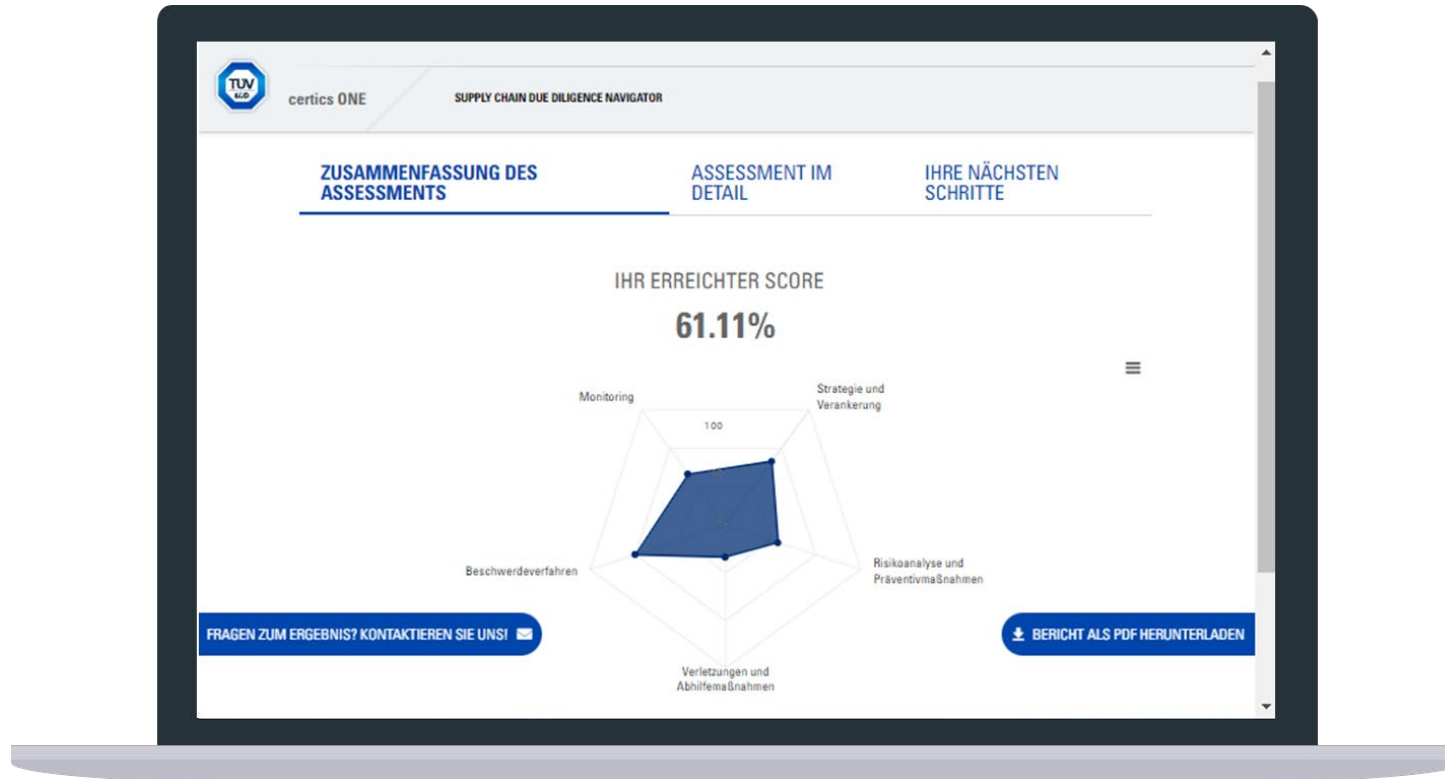 TÜV
SÜD
certics ONE
SUPPLY CHAIN DUE DILIGENCE NAVIGATOR
ZUSAMMENFASSUNG DES
ASSESSMENTS
ASSESSMENT IM
DETAIL
IHRE NÄCHSTEN
SCHRITTE
IHR ERREICHTER SCORE
61.11%
Monitoring
Strategie und
Verankerung
100
Beschwerdeverfahren
Risikoanalyse und
Präventivmaßnahmen
FRAGEN ZUM ERGEBNIS? KONTAKTIEREN SIE UNS!
BERICHT ALS PDF HERUNTERLADEN
Verletzungen und
Abhilfemaßnahmen